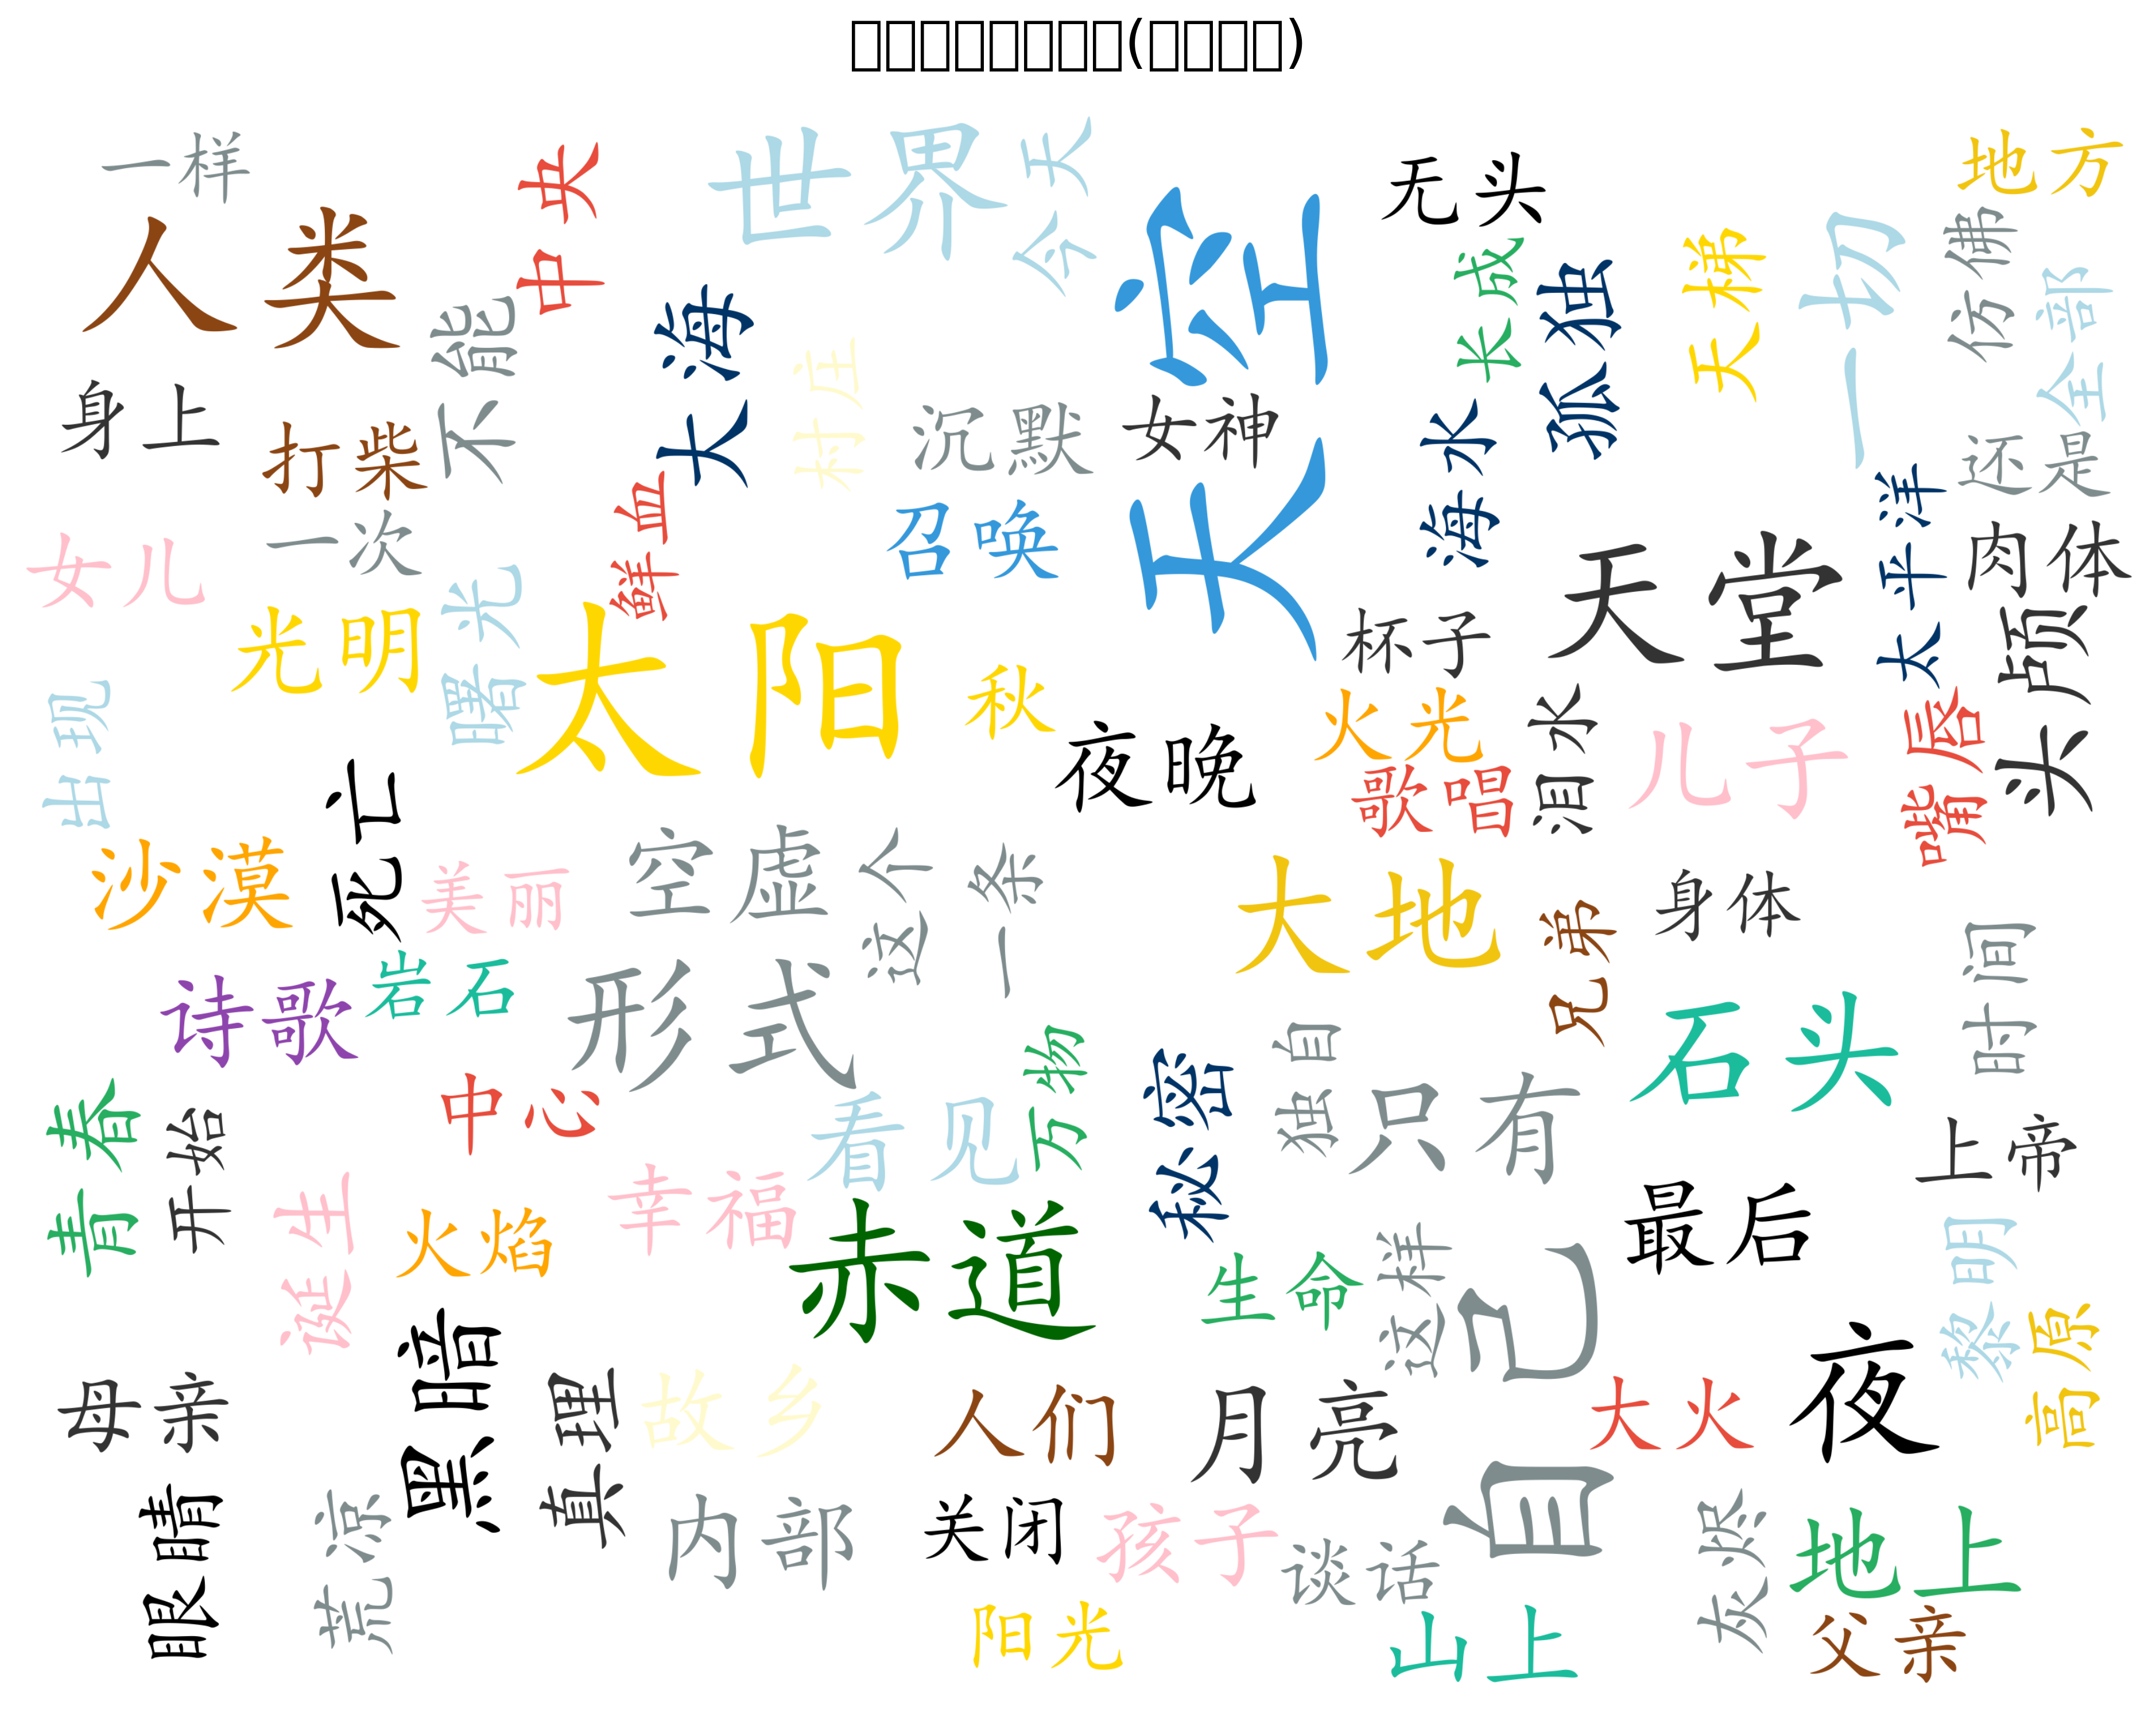 一样
中央
世界
今天
无头
地方
人类
不能
大海
村庄
天空
长成
孤独
天梯
一切
仿佛
全部
身上
打柴
沉默
女神
海水
还是
女儿
一次
曙光
鲜血
召唤
太平洋
肉体
光明
太阳
秋
杯子
天堂
头颅
出现
夜晚
火光
黑米
儿子
嘴唇
歌唱
死亡
沙漠
美丽
空虚
这个
一阵
大地
兄弟
身体
时间
诗歌
岩石
形式
石头
青春
开始
中心
看见
万物
秘密
建筑
只有
上帝
诞生
火焰
幸福
赤道
生命
这样
最后
黎明
母亲
黑暗
真理
故乡
人们
月亮
自己
大火
夜
高原
眼睛
荒凉
内部
关闭
孩子
谈话
痛哭
地上
阳光
山上
父亲